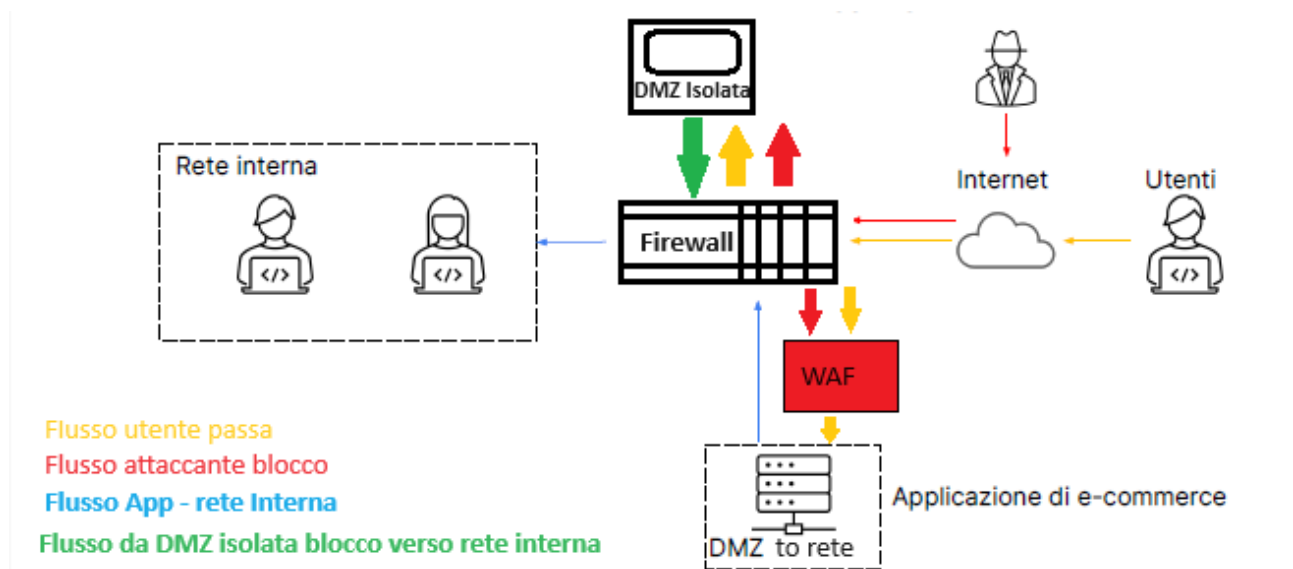 DMZ Isolata
Rete interna
Internet
Utenti
</>
</>
Firewall
</>
WAF
Flusso utente passa
Flusso attaccante blocco
Flusso App - rete Interna
Flusso da DMZ isolata blocco verso rete interna
Applicazione di e-commerce
DMZ to rete